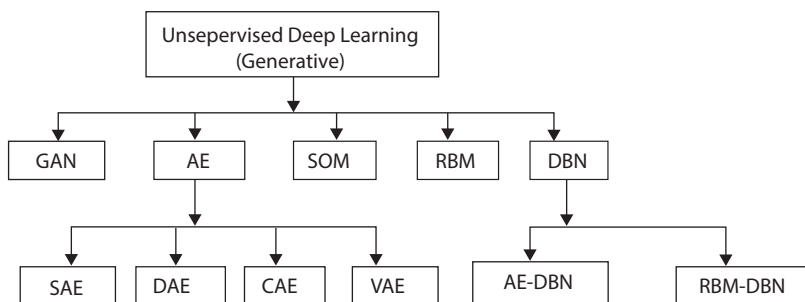 Unsepervised Deep Learning
(Generative)
GAN
AE
SOM
RBM
DBN
SAE
DAE
CAE
VAE
AE-DBN
RBM-DBN